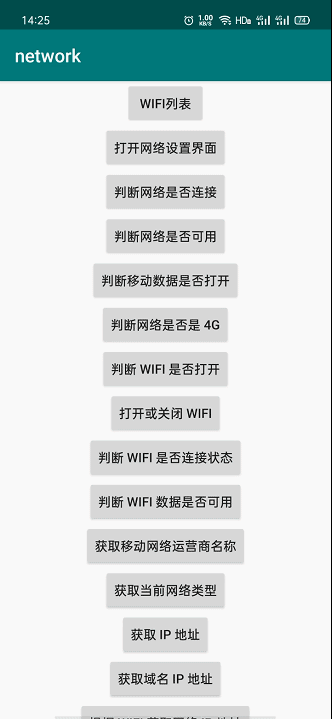 14:25 1.00 KB/S HDa 4G 4G 74
network
WIFI列表
打开网络设置界面
判断网络是否连接
判断网络是否可用
判断移动数据是否打开
判断网络是否是 4G
判断 WIFI 是否打开
打开或关闭 WIFI
判断 WIFI 是否连接状态
判断 WIFI 数据是否可用
获取移动网络运营商名称
获取当前网络类型
获取 IP 地址
获取域名 IP 地址